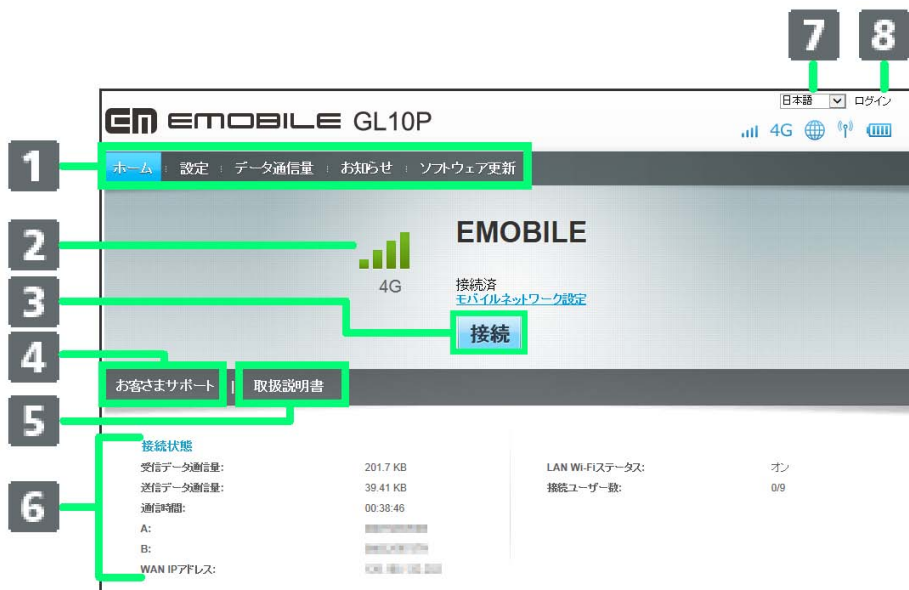 7 8
日本語 ログイン
EM EMOBILE GL10P
4G
1
ホーム 設定 データ通信量 お知らせ ソフトウェア更新
2
EMOBILE
4G
接続済
モバイルネットワーク設定
3
接続
4
お客さまサポート | 取扱説明書
5
接続状態
受信データ通信量: 201.7 KB LAN Wi-Fiステータス: オン
送信データ通信量: 39.41 KB 接続ユーザー数: 0/9
6
通信時間: 00:38:46
A:
B:
WAN IPアドレス: